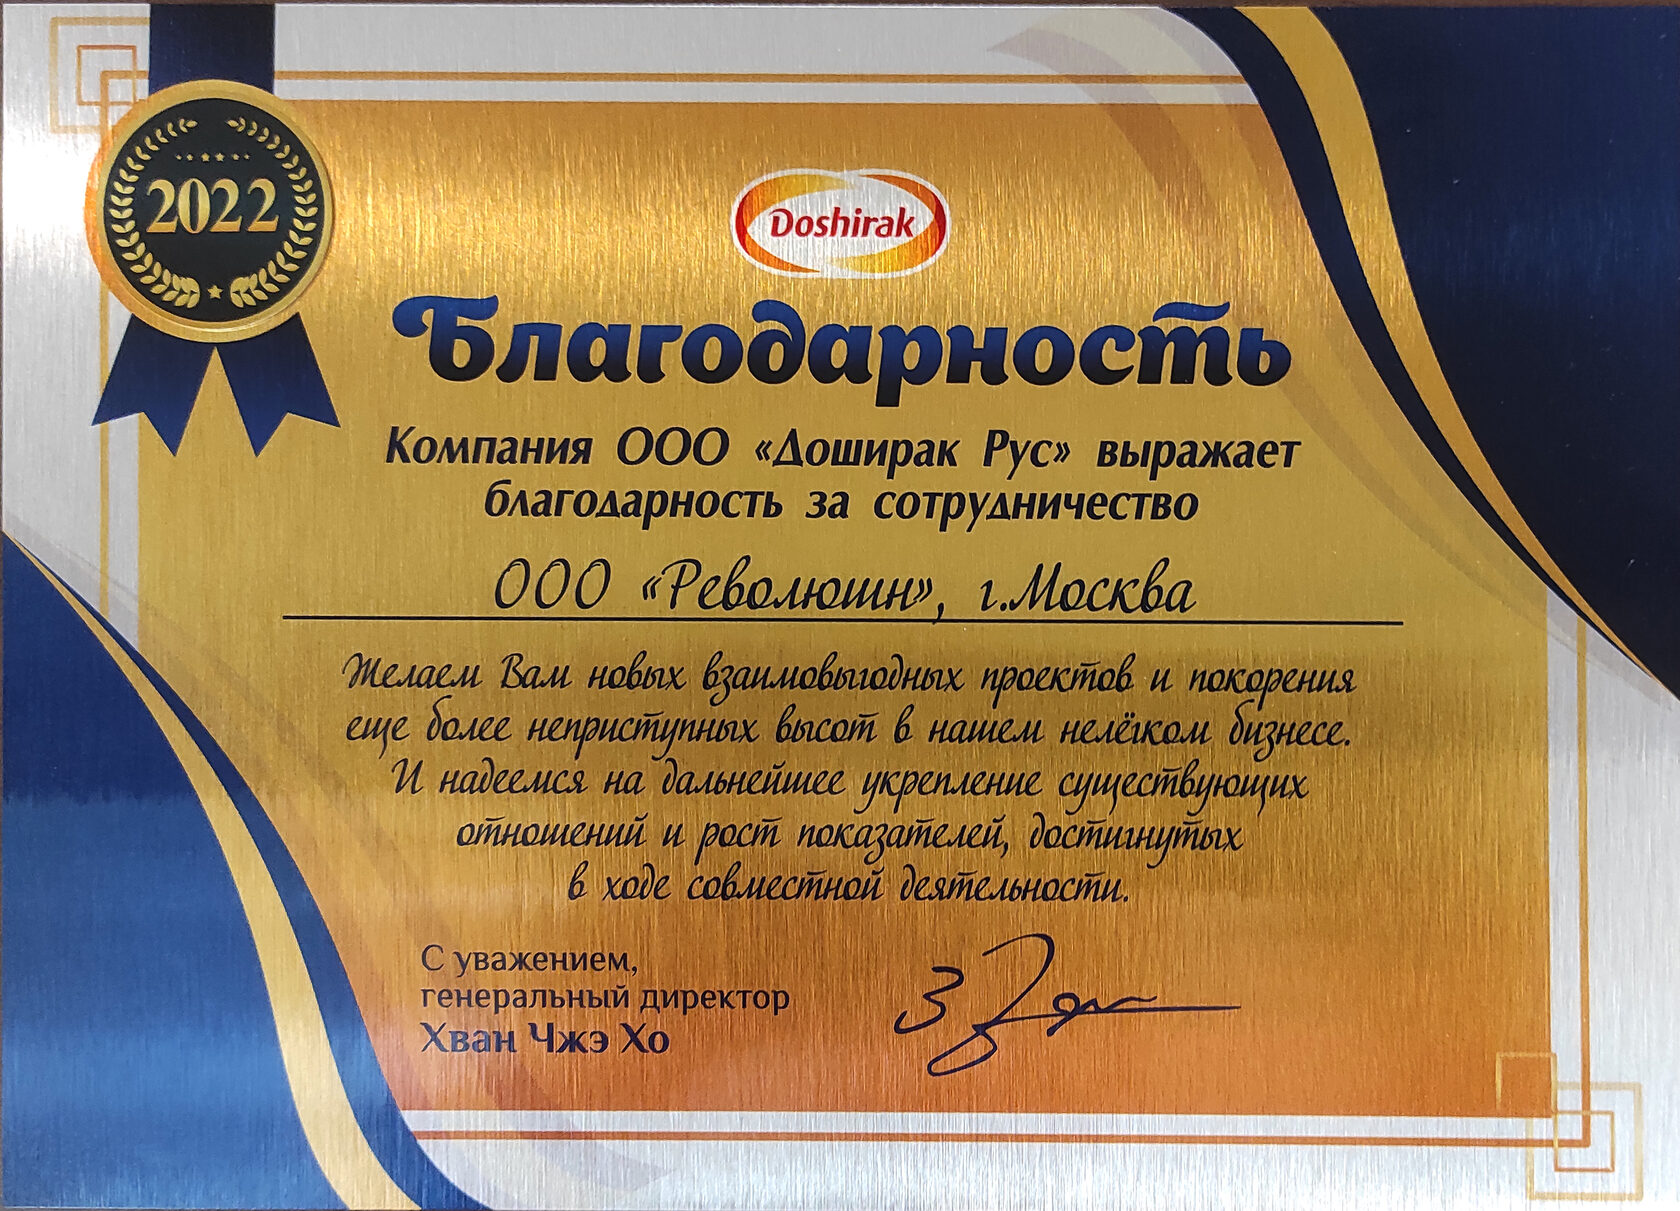 2022
Doshirak
Благодарность
Компания ООО «Доширак Рус» выражает
благодарность за сотрудничество
ООО «Революшн», г.Москва
Желаем Вам новых взаимовыгодных проектов и покорения
еще более неприступных высот в нашем нелёгком бизнесе.
И надеемся на дальнейшее укрепление существующих
отношений и рост показателей, достигнутых
в ходе совместной деятельности.
С уважением,
генеральный директор
Хван Чжэ Хо